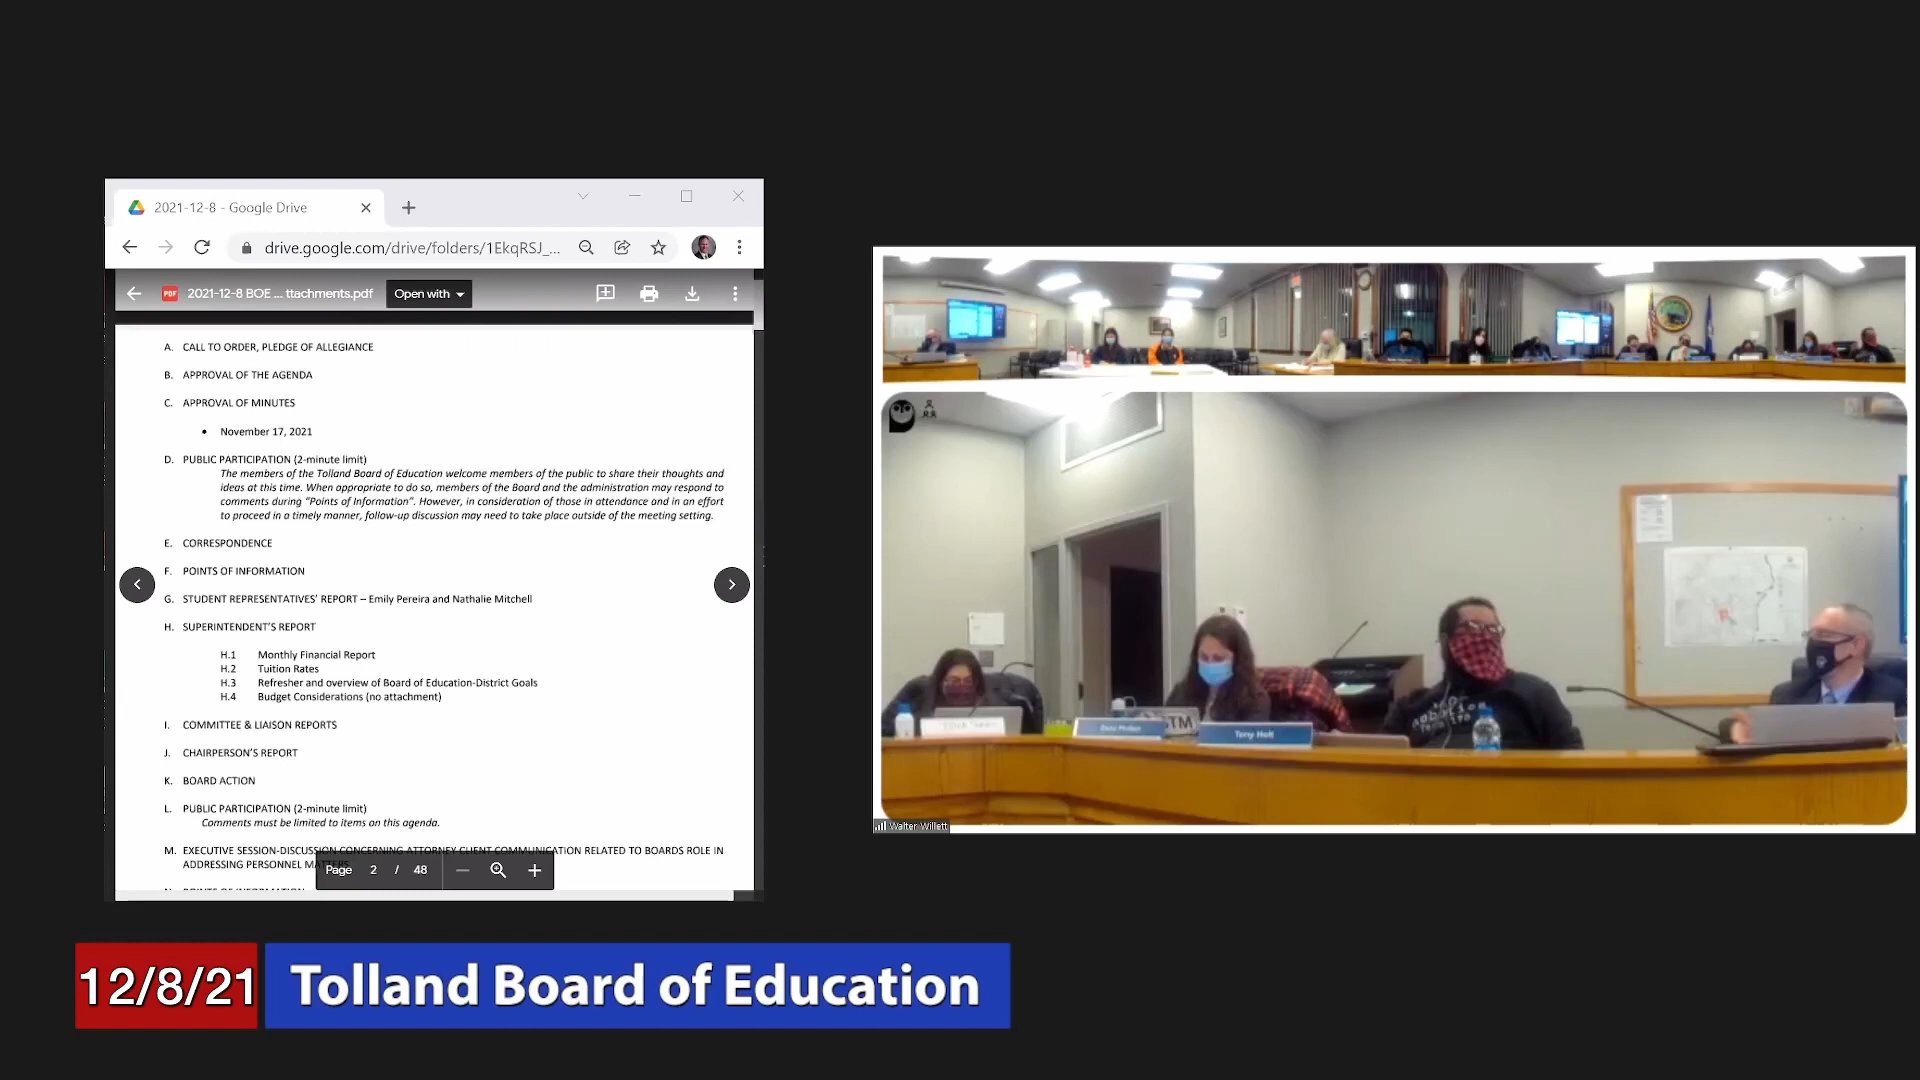 2021-12-8 - Google Drive
drive.google.com/drive/folders/1EkqRSJ_...
PDF 2021-12-8 BOE ... ttachments.pdf Open with
A. CALL TO ORDER, PLEDGE OF ALLEGIANCE
B. APPROVAL OF THE AGENDA
C. APPROVAL OF MINUTES
• November 17, 2021
D. PUBLIC PARTICIPATION (2-minute limit)
The members of the Tolland Board of Education welcome members of the public to share their thoughts and
ideas at this time. When appropriate to do so, members of the Board and the administration may respond to
comments during "Points of Information". However, in consideration of those in attendance and in an effort
to proceed in a timely manner, follow-up discussion may need to take place outside of the meeting setting.
E. CORRESPONDENCE
F. POINTS OF INFORMATION
G. STUDENT REPRESENTATIVES' REPORT – Emily Pereira and Nathalie Mitchell
H. SUPERINTENDENT'S REPORT
H.1 Monthly Financial Report
H.2 Tuition Rates
H.3 Refresher and overview of Board of Education-District Goals
H.4 Budget Considerations (no attachment)
I. COMMITTEE & LIAISON REPORTS
J. CHAIRPERSON'S REPORT
K. BOARD ACTION
L. PUBLIC PARTICIPATION (2-minute limit)
Comments must be limited to items on this agenda.
M. EXECUTIVE SESSION-DISCUSSION CONCERNING ATTORNEY CLIENT COMMUNICATION RELATED TO BOARDS ROLE IN
ADDRESSING PERSONNEL MATTERS
N. POINTS OF INFORMATION
Page 2 / 48
Tony Holt
Walter Willett
12/8/21 Tolland Board of Education